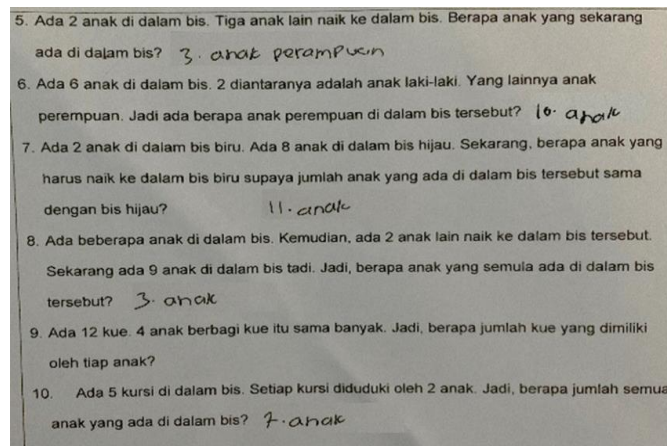 5. Ada 2 anak di dalam bis. Tiga anak lain naik ke dalam bis. Berapa anak yang sekarang
ada di dalam bis? 3. anak perampuan
6. Ada 6 anak di dalam bis. 2 diantaranya adalah anak laki-laki. Yang lainnya anak
perempuan. Jadi ada berapa anak perempuan di dalam bis tersebut? 10. anak
7. Ada 2 anak di dalam bis biru. Ada 8 anak di dalam bis hijau. Sekarang, berapa anak yang
harus naik ke dalam bis biru supaya jumlah anak yang ada di dalam bis tersebut sama
dengan bis hijau? 11. anak
8. Ada beberapa anak di dalam bis. Kemudian, ada 2 anak lain naik ke dalam bis tersebut.
Sekarang ada 9 anak di dalam bis tadi. Jadi, berapa anak yang semula ada di dalam bis
tersebut? 3. anak
9. Ada 12 kue. 4 anak berbagi kue itu sama banyak. Jadi, berapa jumlah kue yang dimiliki
oleh tiap anak?
10. Ada 5 kursi di dalam bis. Setiap kursi diduduki oleh 2 anak. Jadi, berapa jumlah semua
anak yang ada di dalam bis? 7. anak